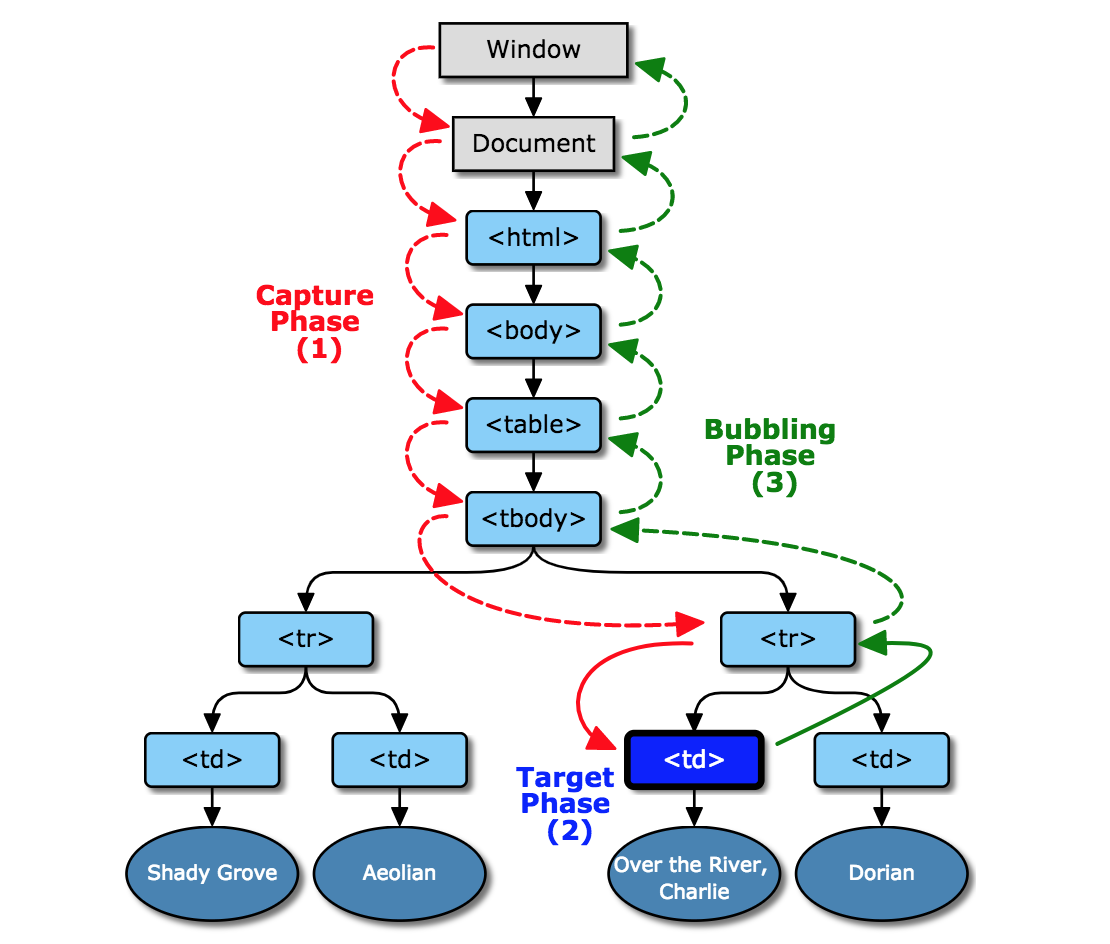 Window
Document
<html>
Capture
Phase
(1)
<body>
<table>
Bubbling
Phase
(3)
<tbody>
<tr>
<tr>
<td>
<td>
<td>
<td>
Target
Phase
(2)
Shady Grove
Aeolian
Over the River,
Charlie
Dorian